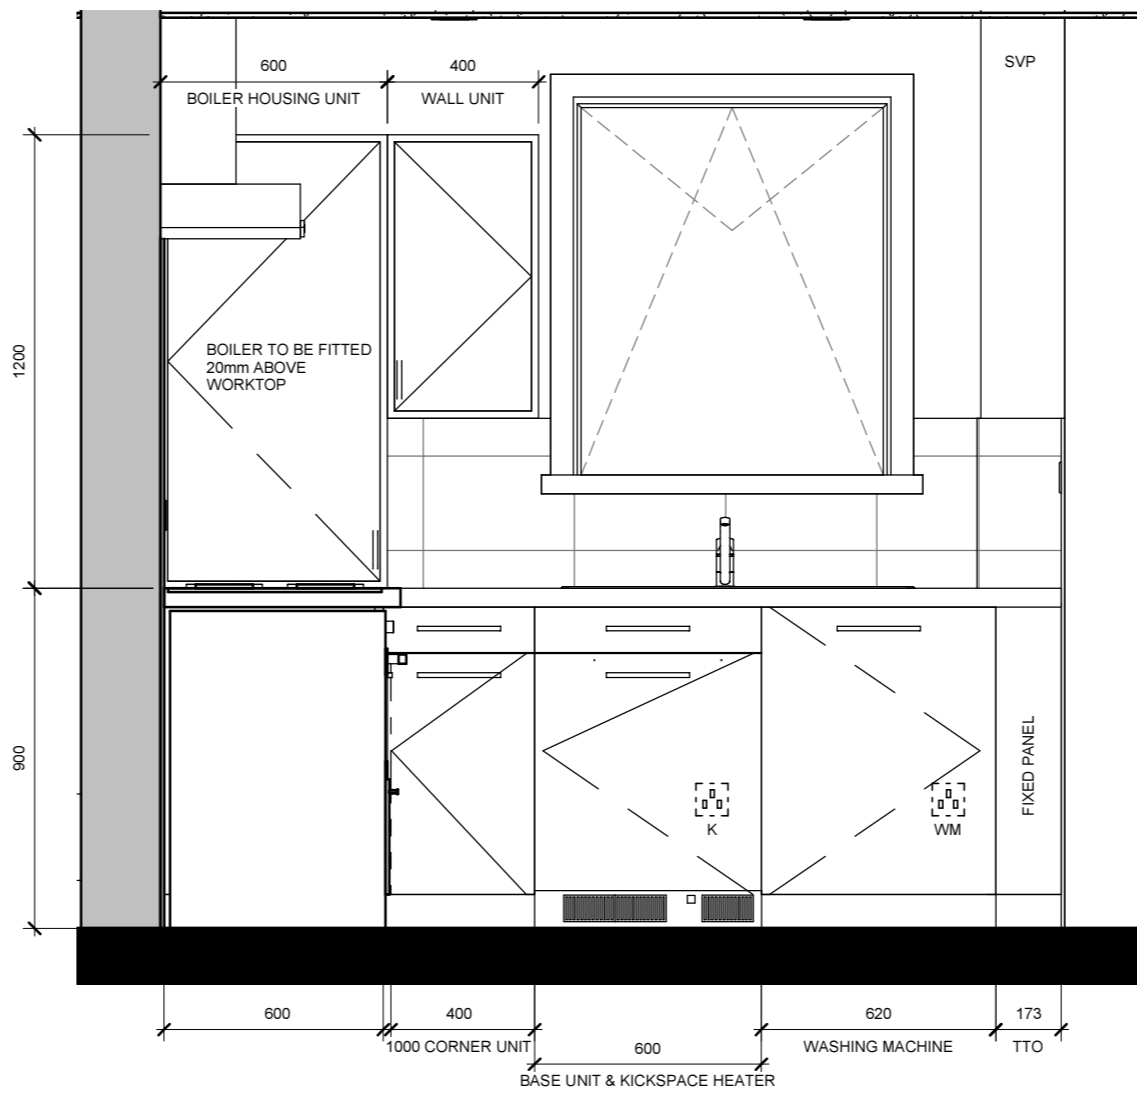 600
400
SVP
BOILER HOUSING UNIT
WALL UNIT
1200
BOILER TO BE FITTED
20mm ABOVE
WORKTOP
900
FIXED PANEL
K
WM
600
400
620
173
1000 CORNER UNIT
600
WASHING MACHINE
TTO
BASE UNIT & KICKSPACE HEATER